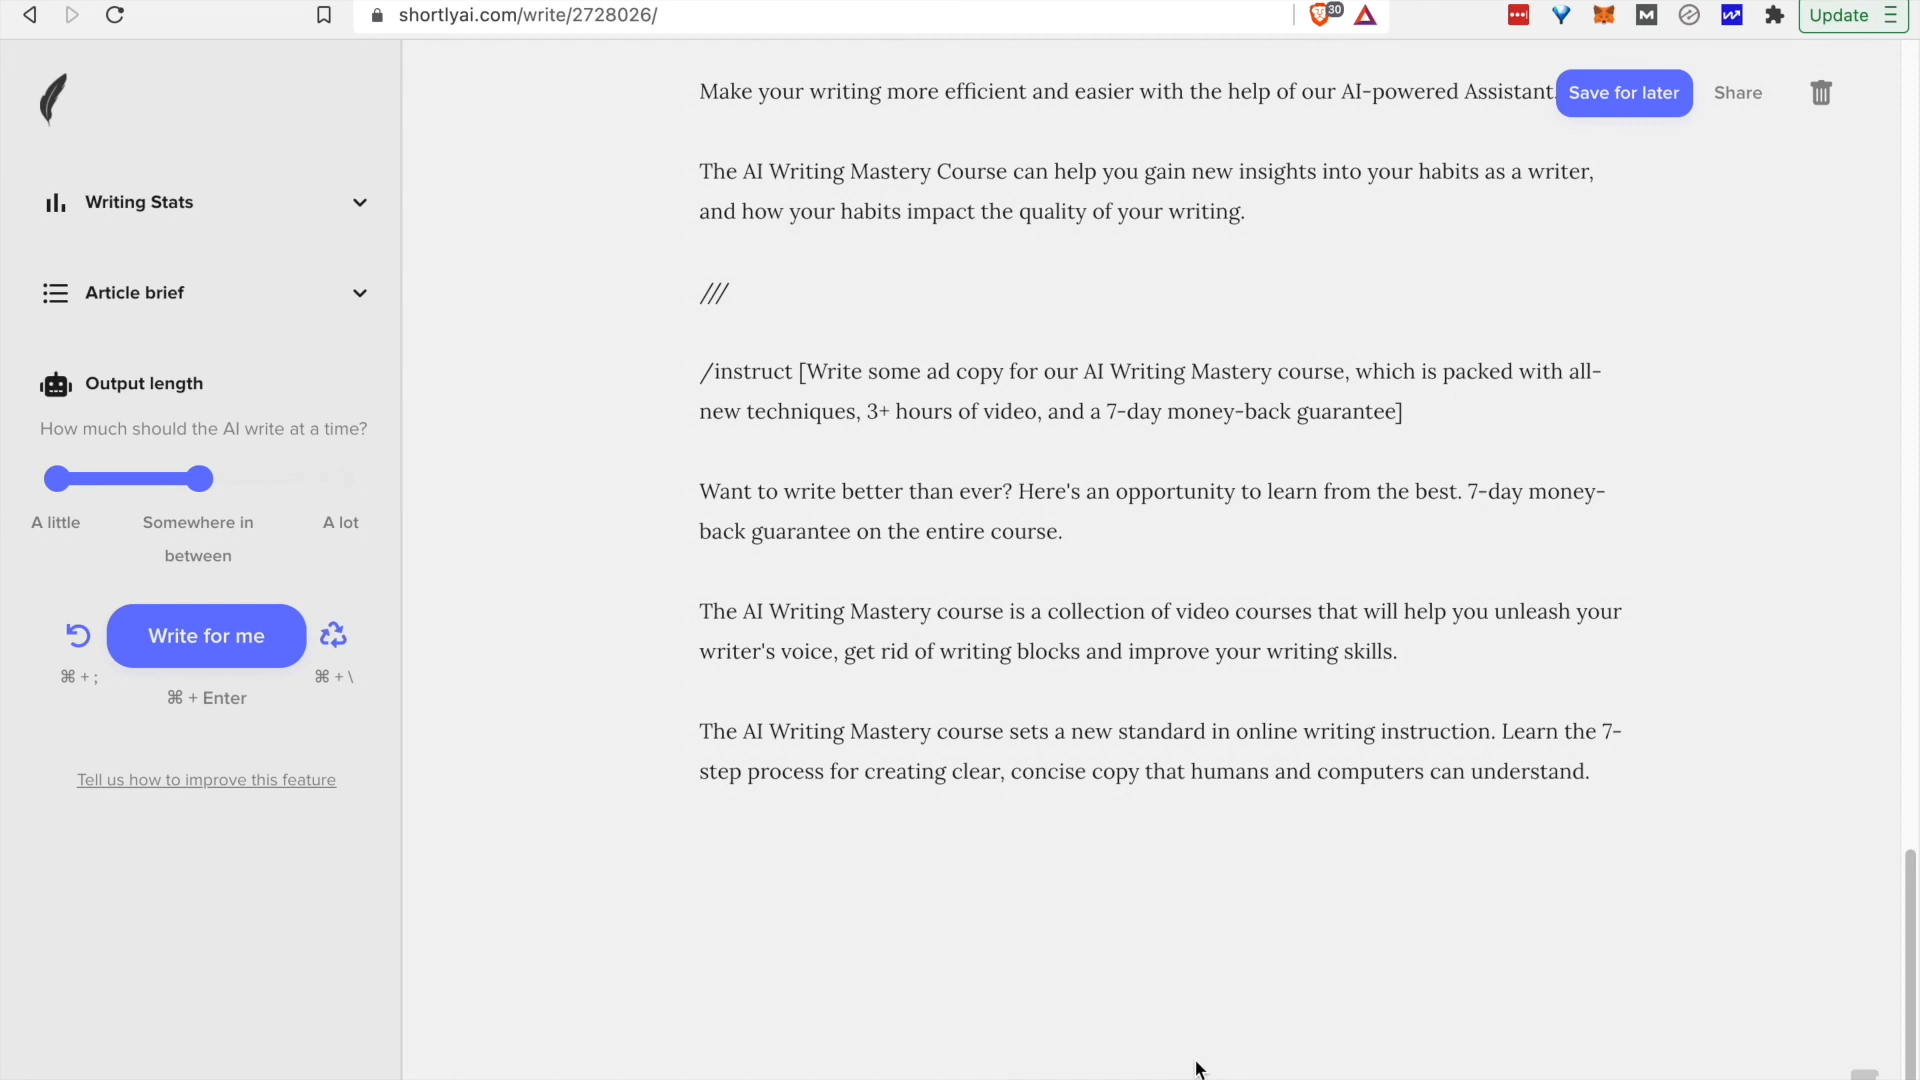 shortlyai.com/write/2728026/
30
Update
Writing Stats
Article brief
Output length
How much should the AI write at a time?
A little
Somewhere in
between
A lot
Write for me
⌘ + ;
⌘ + \
⌘ + Enter
Tell us how to improve this feature
Make your writing more efficient and easier with the help of our AI-powered Assistant.
Save for later
Share
The AI Writing Mastery Course can help you gain new insights into your habits as a writer,
and how your habits impact the quality of your writing.
///
/instruct [Write some ad copy for our AI Writing Mastery course, which is packed with all-
new techniques, 3+ hours of video, and a 7-day money-back guarantee]
Want to write better than ever? Here's an opportunity to learn from the best. 7-day money-
back guarantee on the entire course.
The AI Writing Mastery course is a collection of video courses that will help you unleash your
writer's voice, get rid of writing blocks and improve your writing skills.
The AI Writing Mastery course sets a new standard in online writing instruction. Learn the 7-
step process for creating clear, concise copy that humans and computers can understand.